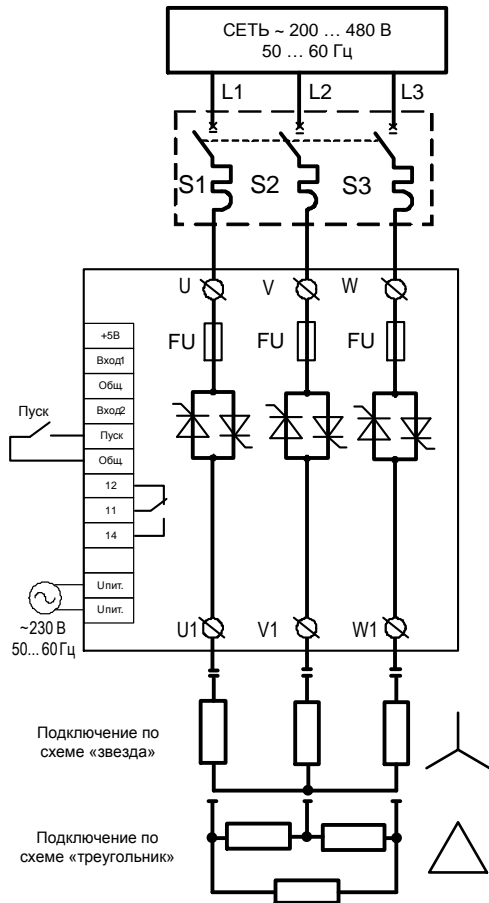 СЕТЬ ~ 200 ... 480 В
50 ... 60 Гц
L1
L2
L3
S1
S2
S3
U
V
W
FU
FU
FU
+5В
Вход1
Общ.
Вход2
Пуск
Пуск
Общ.
12
11
14
Uпит.
Uпит.
~230 В
50... 60 Гц
U1
V1
W1
Подключение по
схеме «звезда»
Подключение по
схеме «треугольник»